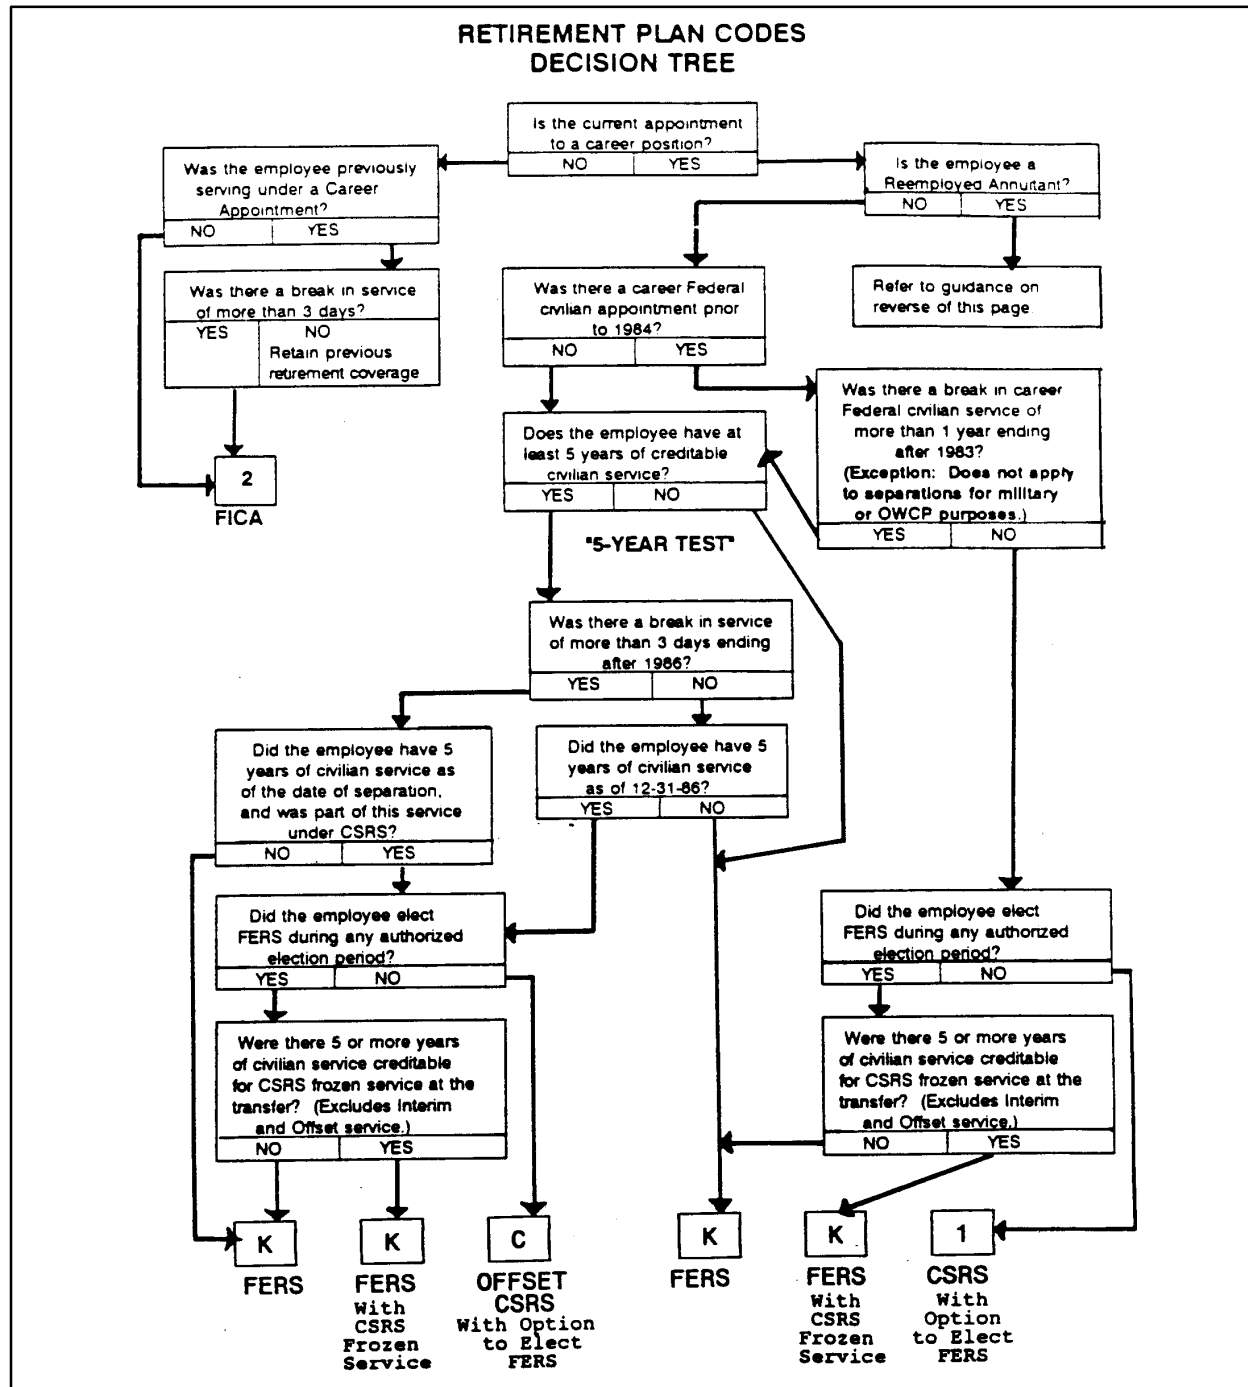 RETIREMENT PLAN CODES
DECISION TREE
Is the current appointment
to a career position?
NO YES
Was the employee previously
serving under a Career
Appointment?
NO YES
Is the employee a
Reemployed Annuitant?
NO YES
Was there a break in service
of more than 3 days?
YES NO
Retain previous
retirement coverage
Was there a career Federal
civilian appointment prior
to 1984?
NO YES
Refer to guidance on
reverse of this page
2
FICA
Does the employee have at
least 5 years of creditable
civilian service?
YES NO
"5-YEAR TEST"
Was there a break in career
Federal civilian service of
more than 1 year ending
after 1983?
(Exception: Does not apply
to separations for military
or OWCP purposes.)
YES NO
Was there a break in service
of more than 3 days ending
after 1986?
YES NO
Did the employee have 5
years of civilian service as
of the date of separation,
and was part of this service
under CSRS?
NO YES
Did the employee have 5
years of civilian service
as of 12-31-86?
YES NO
Did the employee elect
FERS during any authorized
election period?
YES NO
Did the employee elect
FERS during any authorized
election period?
YES NO
Were there 5 or more years
of civilian service creditable
for CSRS frozen service at the
transfer? (Excludes Interim
and Offset service.)
NO YES
Were there 5 or more years
of civilian service creditable
for CSRS frozen service at the
transfer? (Excludes Interim
and Offset service.)
NO YES
K
FERS
K
FERS
With
CSRS
Frozen
Service
C
OFFSET
CSRS
With Option
to Elect
FERS
K
FERS
K
FERS
With
CSRS
Frozen
Service
1
CSRS
With
Option
to Elect
FERS